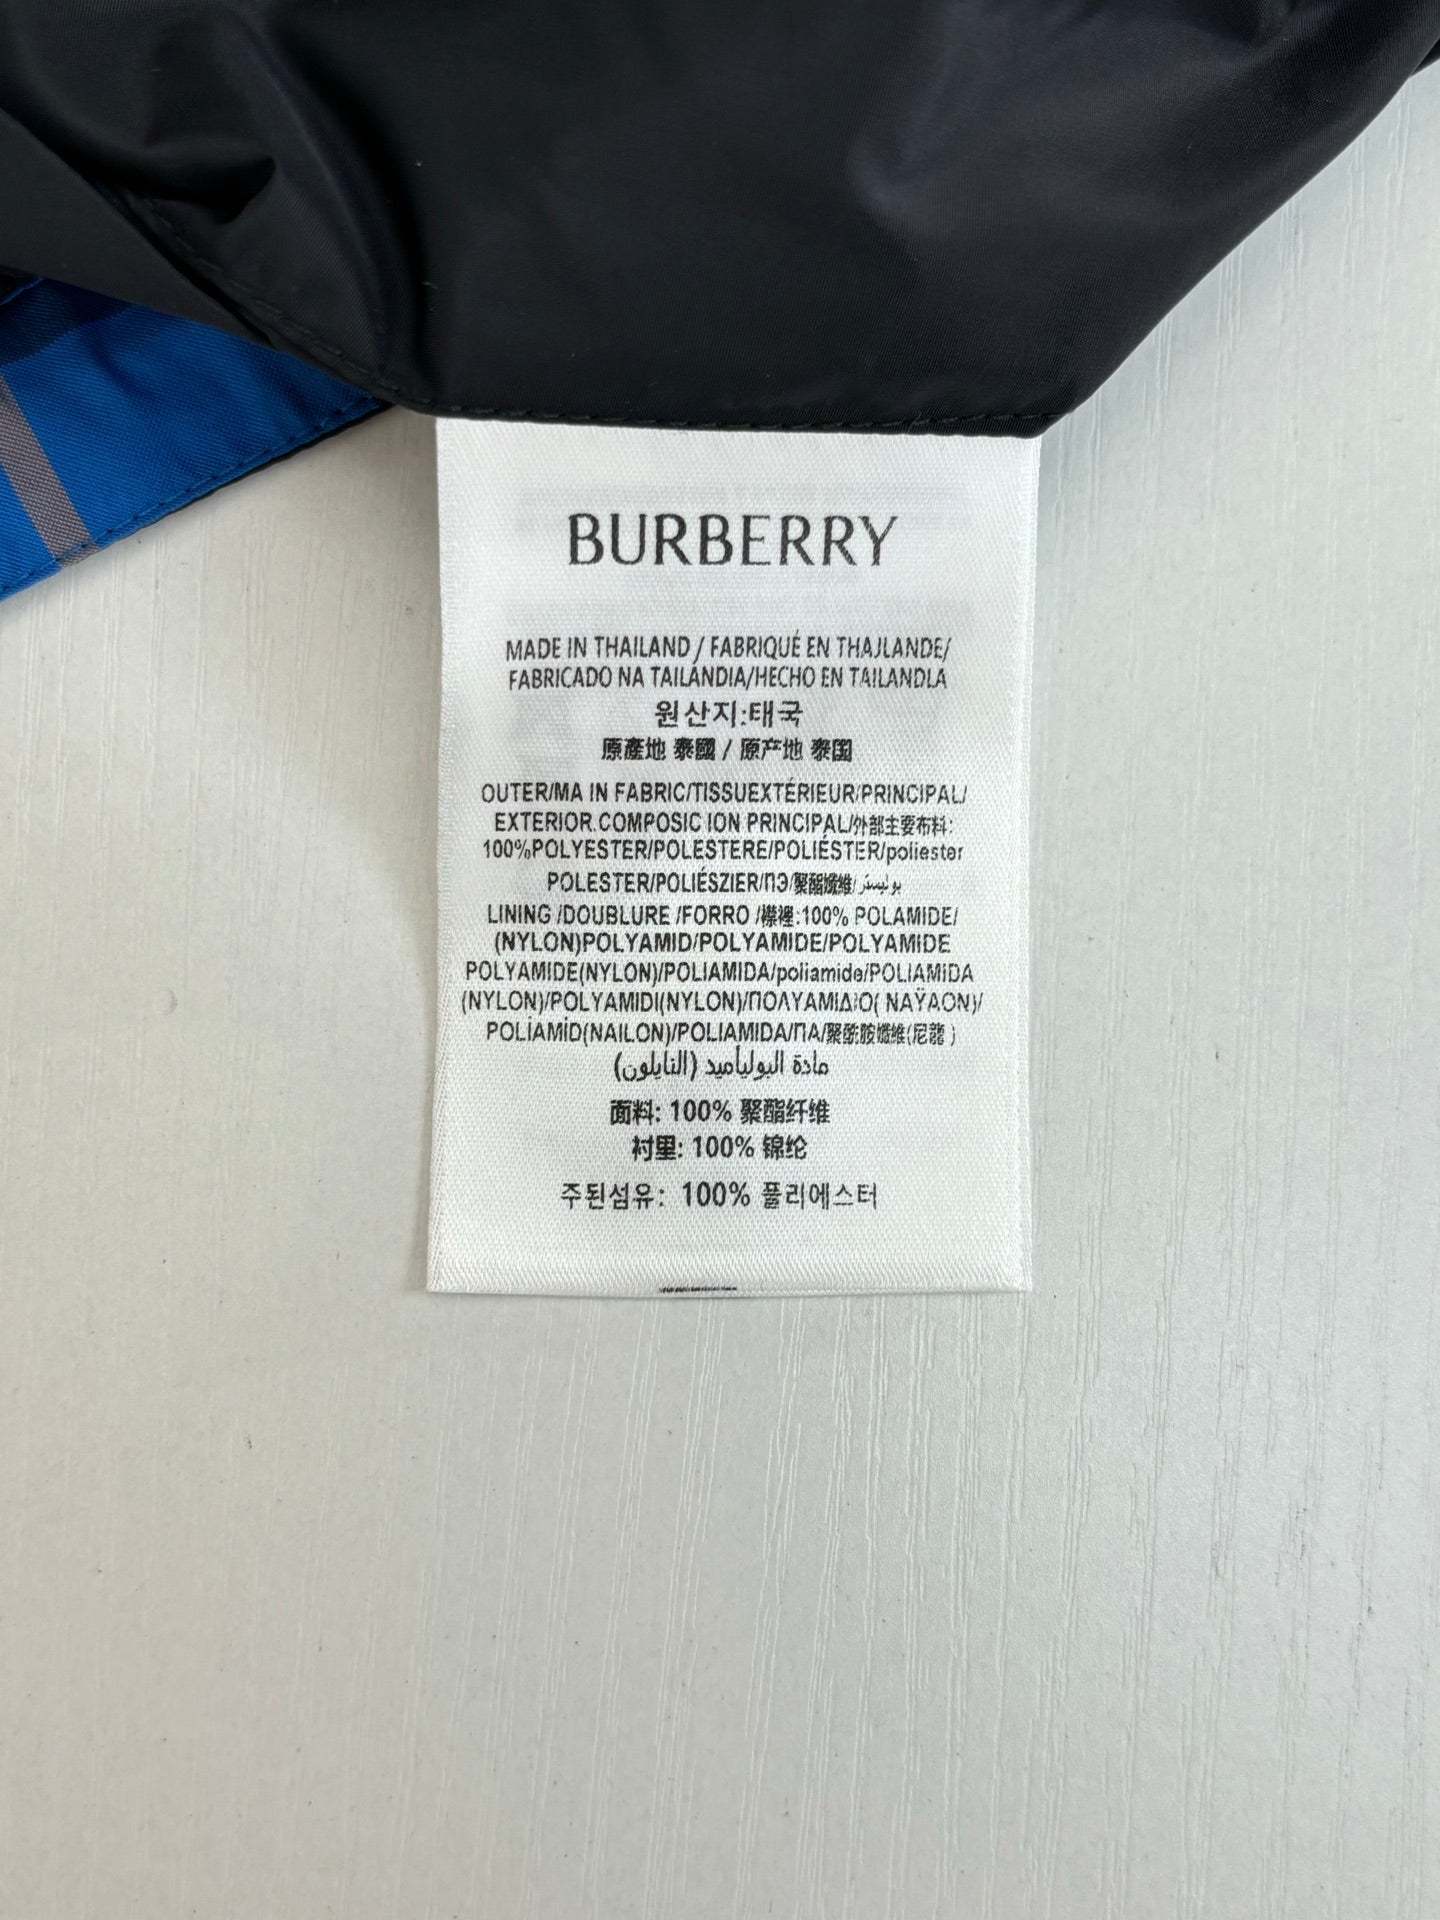 BURBERRY
MADE IN THAILAND / FABRIQUÉ EN THAJLANDE/
FABRICADO NA TAILÁNDIA/HECHO EN TAILANDLA
원산지:태국
原產地 泰國 / 原产地 泰国
OUTER/MA IN FABRIC/TISSUEXTÉRIEUR/PRINCIPAL/
EXTERIOR.COMPOSIC ION PRINCIPAL/外部主要布料:
100%POLYESTER/POLESTERE/POLIÉSTER/poliester
POLESTER/POLIÉSZIER/ПЭ/聚酯纖維/بوليستر
LINING /DOUBLURE /FORRO /襟裡:100% POLAMIDE/
(NYLON)POLYAMID/POLYAMIDE/POLYAMIDE
POLYAMIDE(NYLON)/POLIAMIDA/poliamide/POLIAMIDA
(NYLON)/POLYAMIDI(NYLON)/ΠΟΛΥΑΜΙΔΙΟ( ΝΑΫΛΟΝ)/
POLÍAMİD(NAILON)/POLIAMIDA/ПА/聚酰胺纖維(尼龍)
مادة البوليأميد (النايلون)
面料: 100% 聚酯纤维
衬里: 100% 锦纶
주된섬유: 100% 폴리에스터